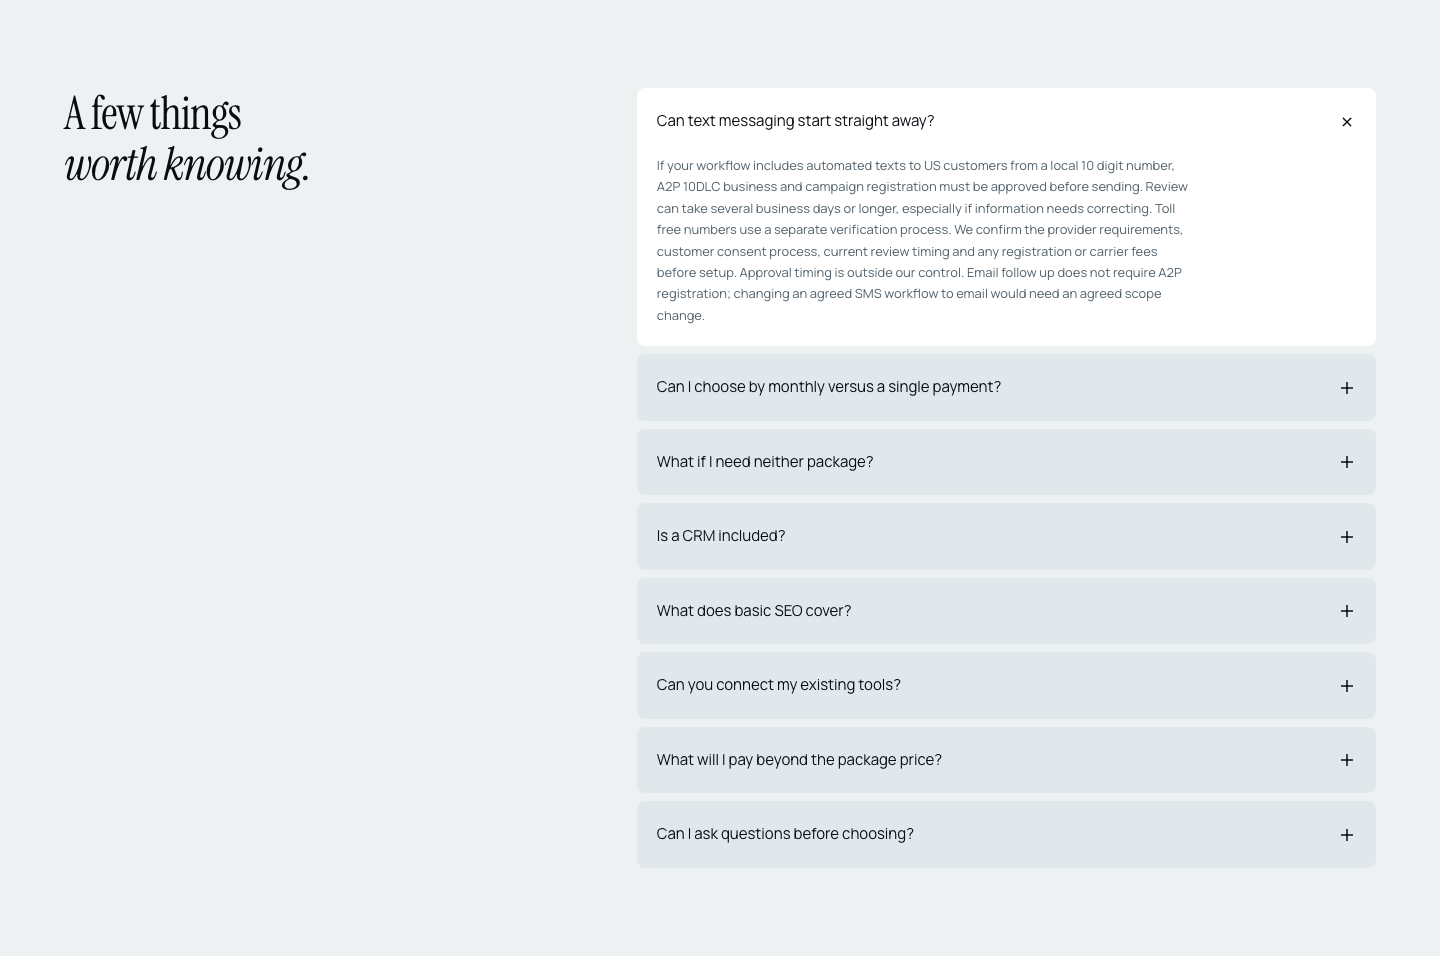 A few things
worth knowing.
Can text messaging start straight away?
If your workflow includes automated texts to US customers from a local 10 digit number,
A2P 10DLC business and campaign registration must be approved before sending. Review
can take several business days or longer, especially if information needs correcting. Toll
free numbers use a separate verification process. We confirm the provider requirements,
customer consent process, current review timing and any registration or carrier fees
before setup. Approval timing is outside our control. Email follow up does not require A2P
registration; changing an agreed SMS workflow to email would need an agreed scope
change.
Can I choose by monthly versus a single payment?
What if I need neither package?
Is a CRM included?
What does basic SEO cover?
Can you connect my existing tools?
What will I pay beyond the package price?
Can I ask questions before choosing?